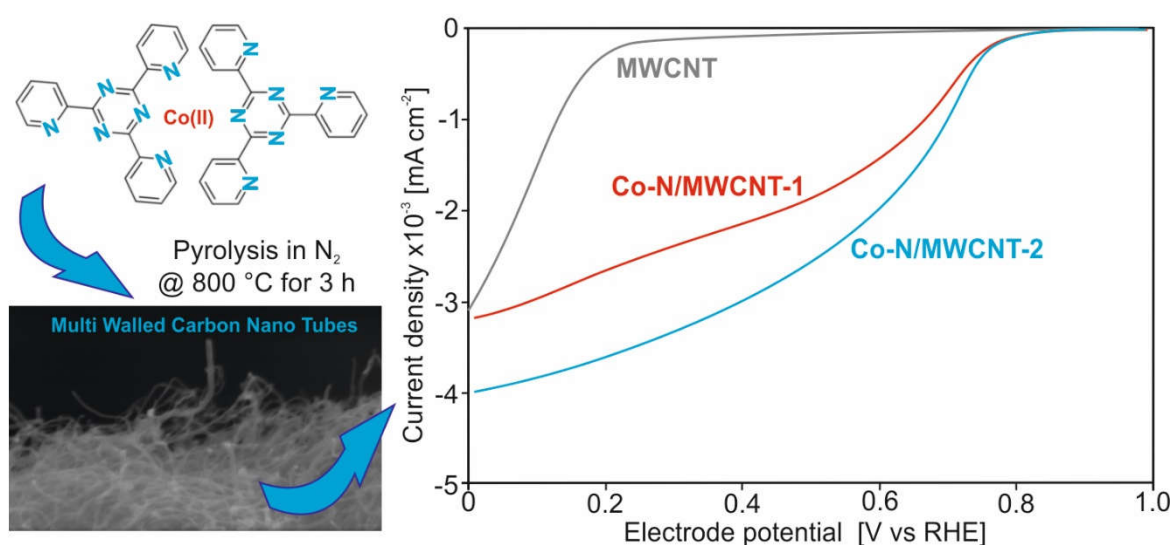 N
N
N
N
N
N
Co(II)
N
N
N
N
N
N
Pyrolysis in N₂
@ 800 °C for 3 h
Multi Walled Carbon Nano Tubes
Current density x10⁻³ [mA cm⁻²]
0
-1
-2
-3
-4
-5
MWCNT
Co-N/MWCNT-1
Co-N/MWCNT-2
0 0.2 0.4 0.6 0.8 1.0
Electrode potential [V vs RHE]